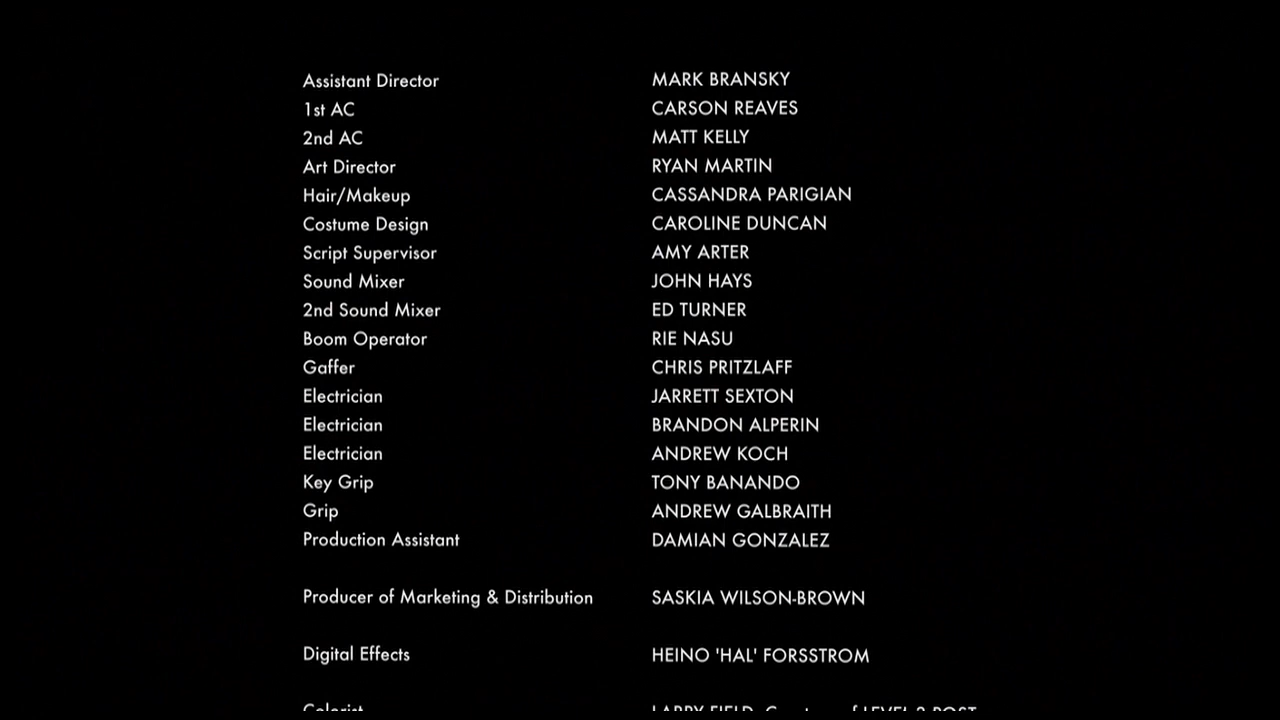 Assistant Director MARK BRANSKY
1st AC CARSON REAVES
2nd AC MATT KELLY
Art Director RYAN MARTIN
Hair/Makeup CASSANDRA PARIGIAN
Costume Design CAROLINE DUNCAN
Script Supervisor AMY ARTER
Sound Mixer JOHN HAYS
2nd Sound Mixer ED TURNER
Boom Operator RIE NASU
Gaffer CHRIS PRITZLAFF
Electrician JARRETT SEXTON
Electrician BRANDON ALPERIN
Electrician ANDREW KOCH
Key Grip TONY BANANDO
Grip ANDREW GALBRAITH
Production Assistant DAMIAN GONZALEZ
Producer of Marketing & Distribution SASKIA WILSON-BROWN
Digital Effects HEINO 'HAL' FORSSTROM
Colorist LARRY FIELD